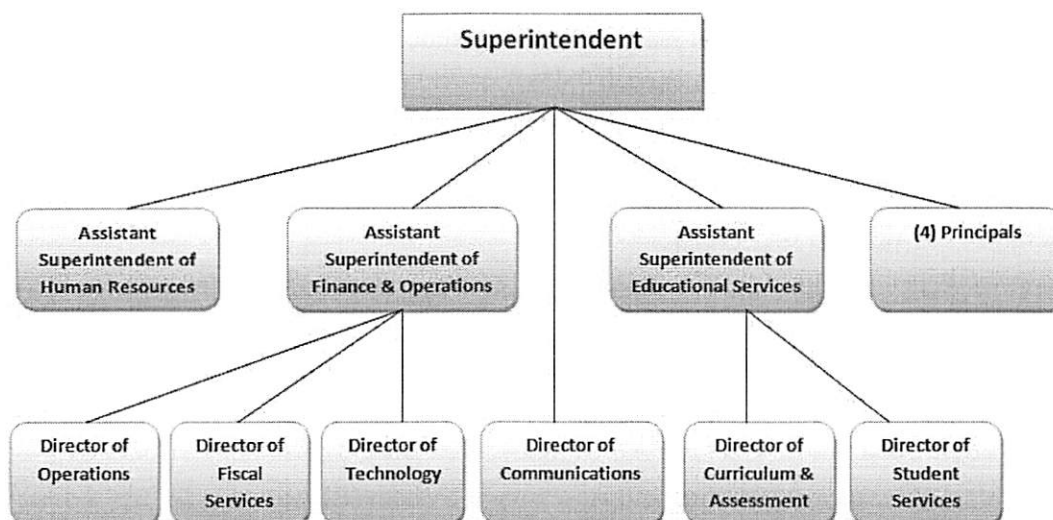 Superintendent
Assistant
Superintendent of
Human Resources
Assistant
Superintendent of
Finance & Operations
Assistant
Superintendent of
Educational Services
(4) Principals
Director of
Operations
Director of
Fiscal
Services
Director of
Technology
Director of
Communications
Director of
Curriculum &
Assessment
Director of
Student
Services